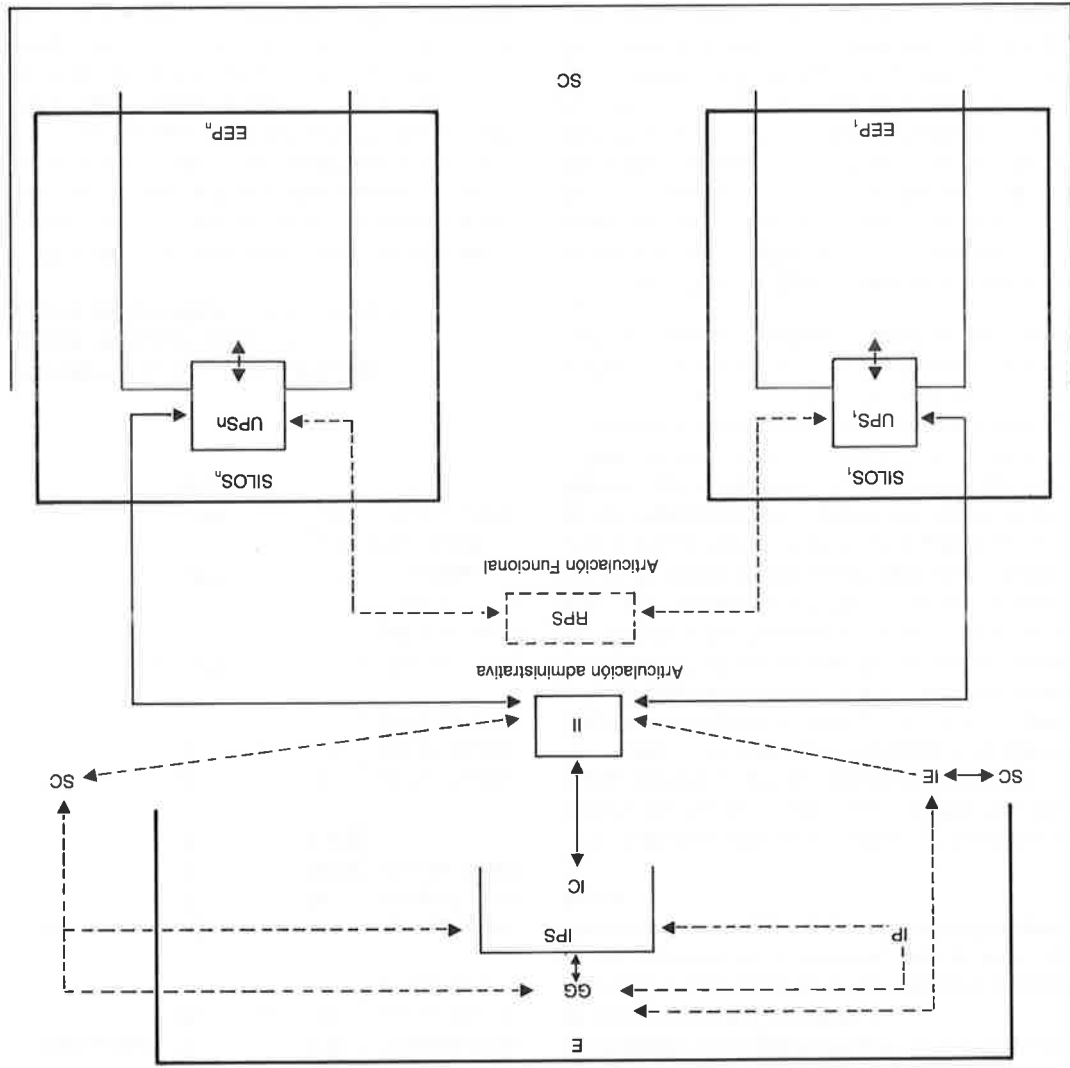 E
GG
IP
IPS
IC
SC
IE
SC
II
Articulación administrativa
RPS
Articulación Funcional
SILOS₁
SILOSₙ
UPS₁
UPSn
EEP₁
EEPₙ
SC